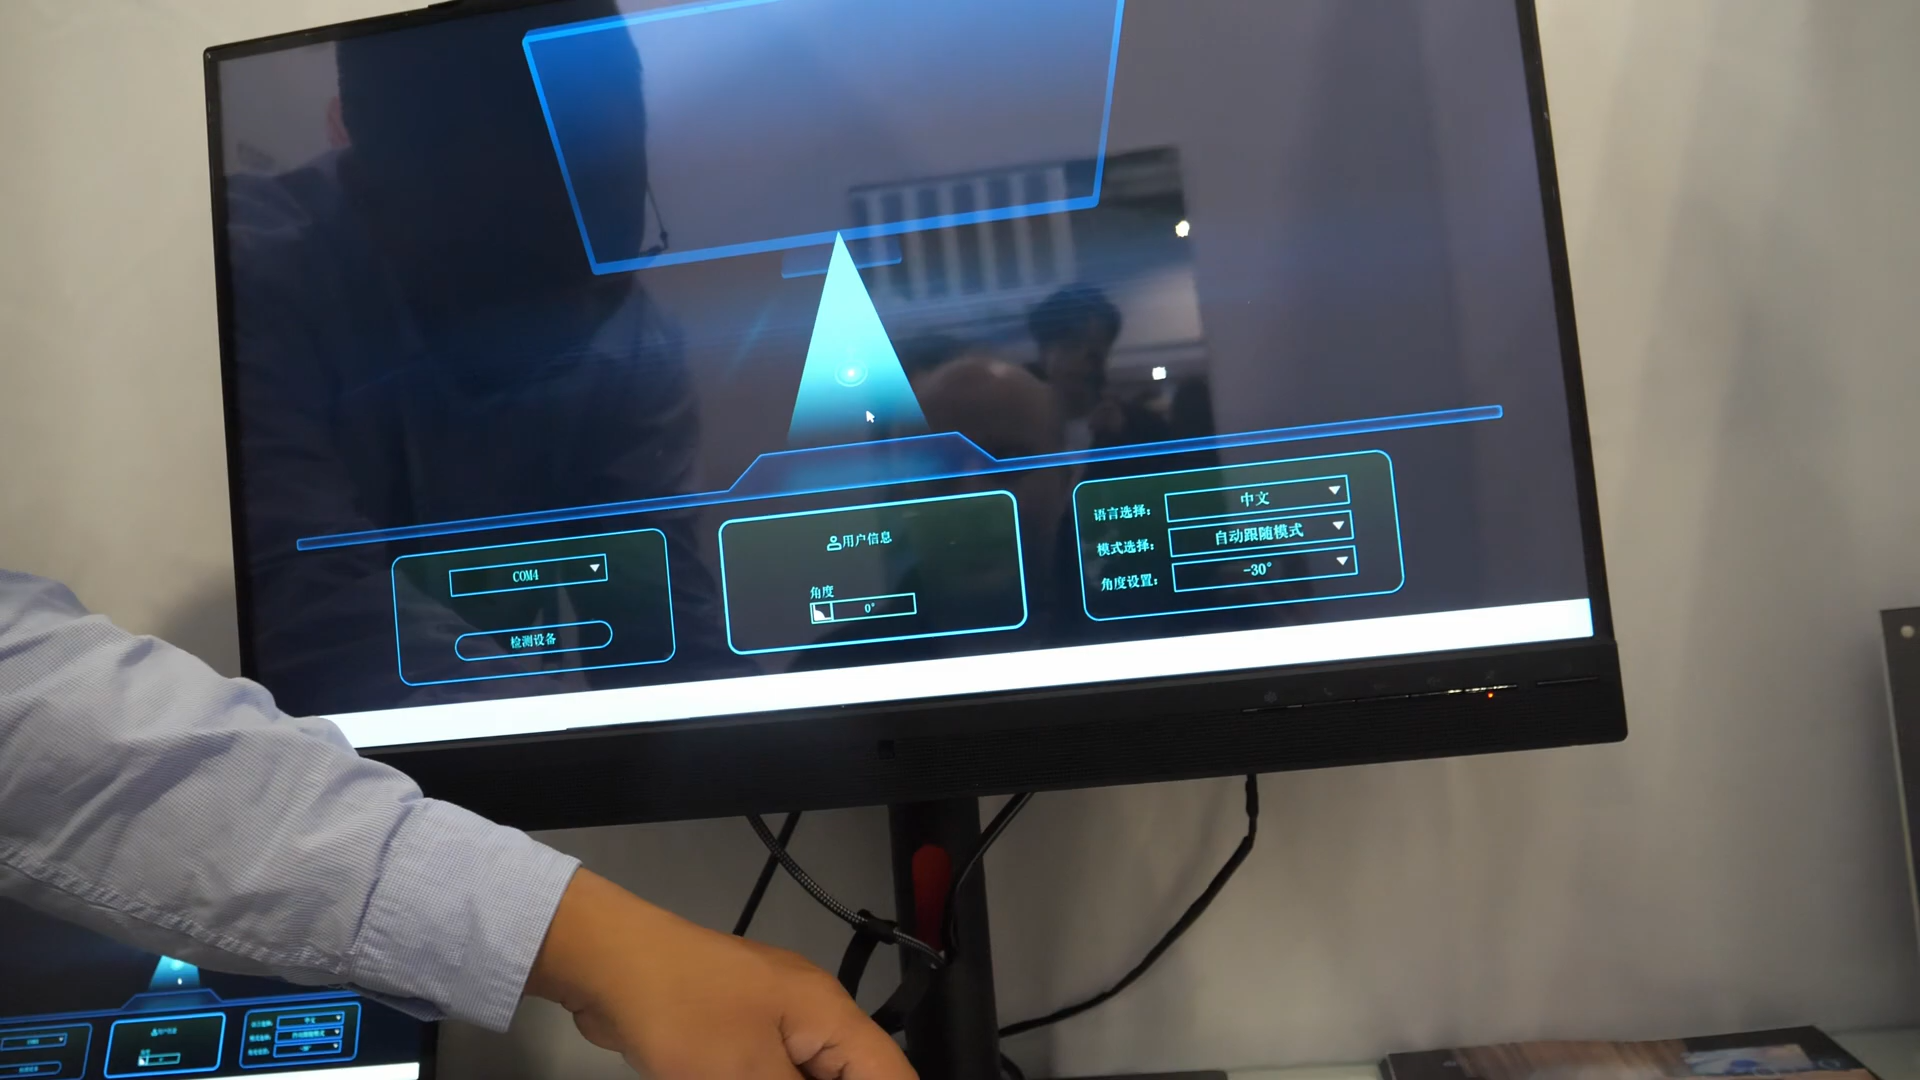 COM4
检测设备
用户信息
角度
0°
语言选择: 中文
模式选择: 自动跟随模式
角度设置: -30°